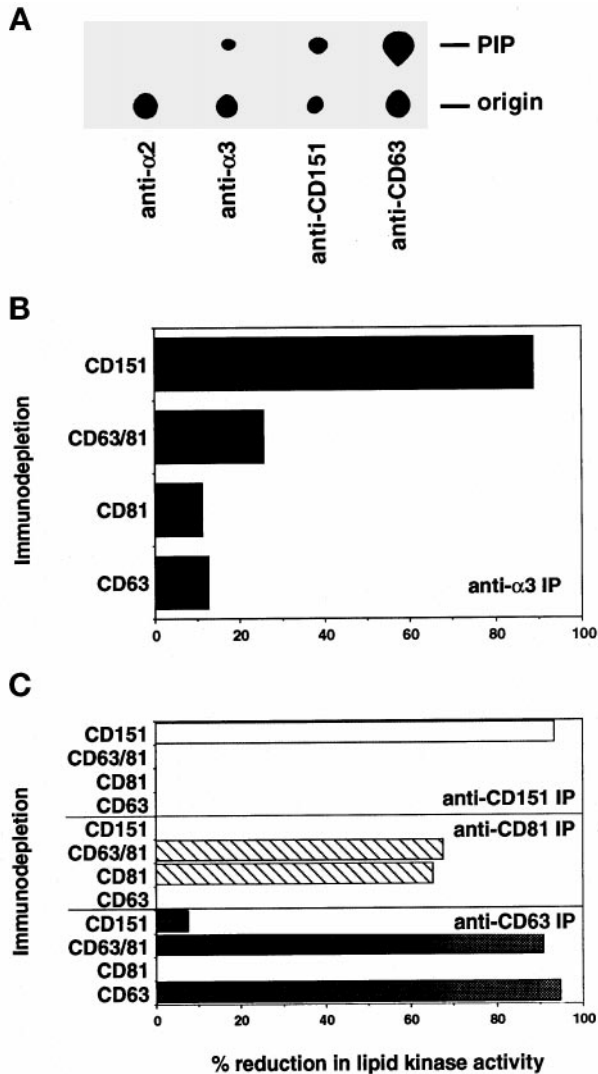 A
PIP
origin
anti-α2
anti-α3
anti-CD151
anti-CD63
B
Immunodepletion
CD151
CD63/81
CD81
CD63
anti-α3 IP
0 20 40 60 80 100
C
Immunodepletion
CD151
CD63/81
CD81
CD63
anti-CD151 IP
CD151
anti-CD81 IP
CD63/81
CD81
CD63
CD151
anti-CD63 IP
CD63/81
CD81
CD63
0 20 40 60 80 100
% reduction in lipid kinase activity